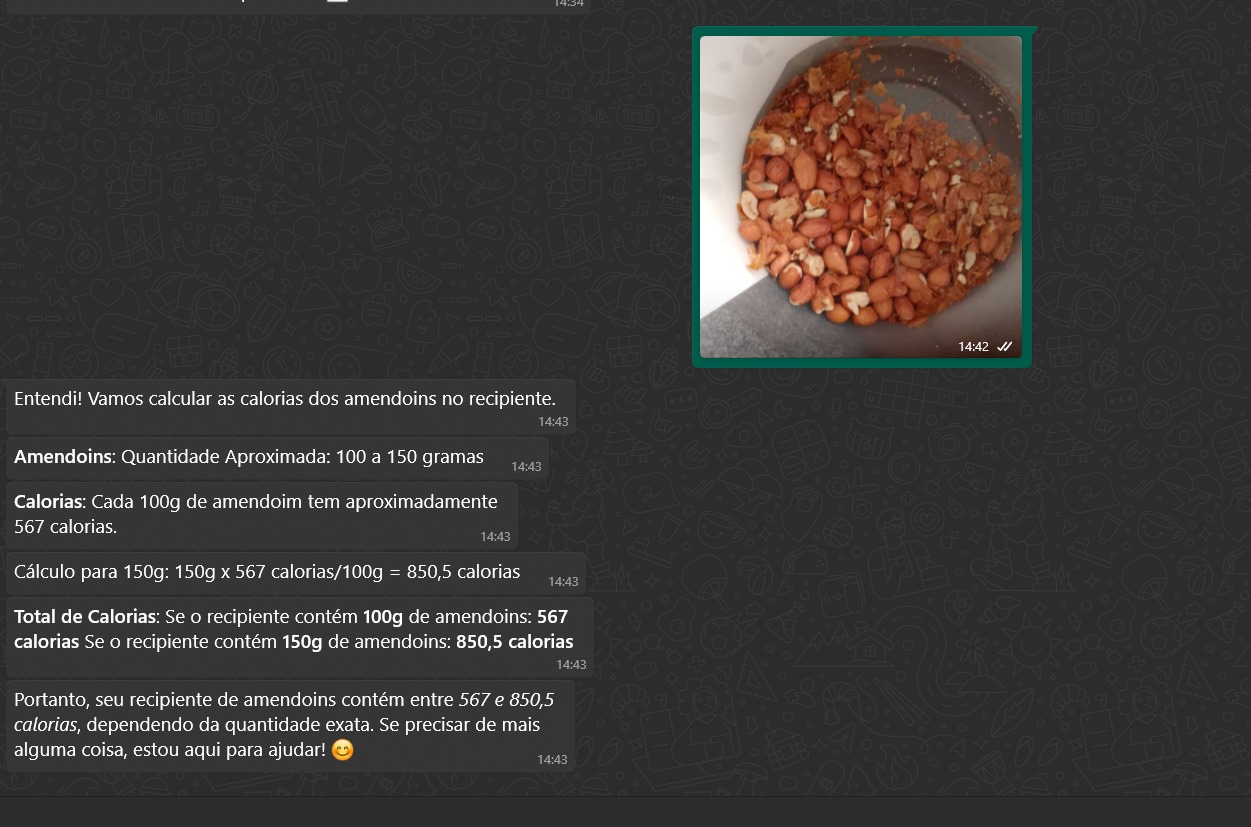 14:34
14:42
Entendi! Vamos calcular as calorias dos amendoins no recipiente.
14:43
Amendoins: Quantidade Aproximada: 100 a 150 gramas
14:43
Calorias: Cada 100g de amendoim tem aproximadamente
567 calorias.
14:43
Cálculo para 150g: 150g x 567 calorias/100g = 850,5 calorias
14:43
Total de Calorias: Se o recipiente contém 100g de amendoins: 567
calorias Se o recipiente contém 150g de amendoins: 850,5 calorias
14:43
Portanto, seu recipiente de amendoins contém entre 567 e 850,5
calorias, dependendo da quantidade exata. Se precisar de mais
alguma coisa, estou aqui para ajudar! 😊
14:43